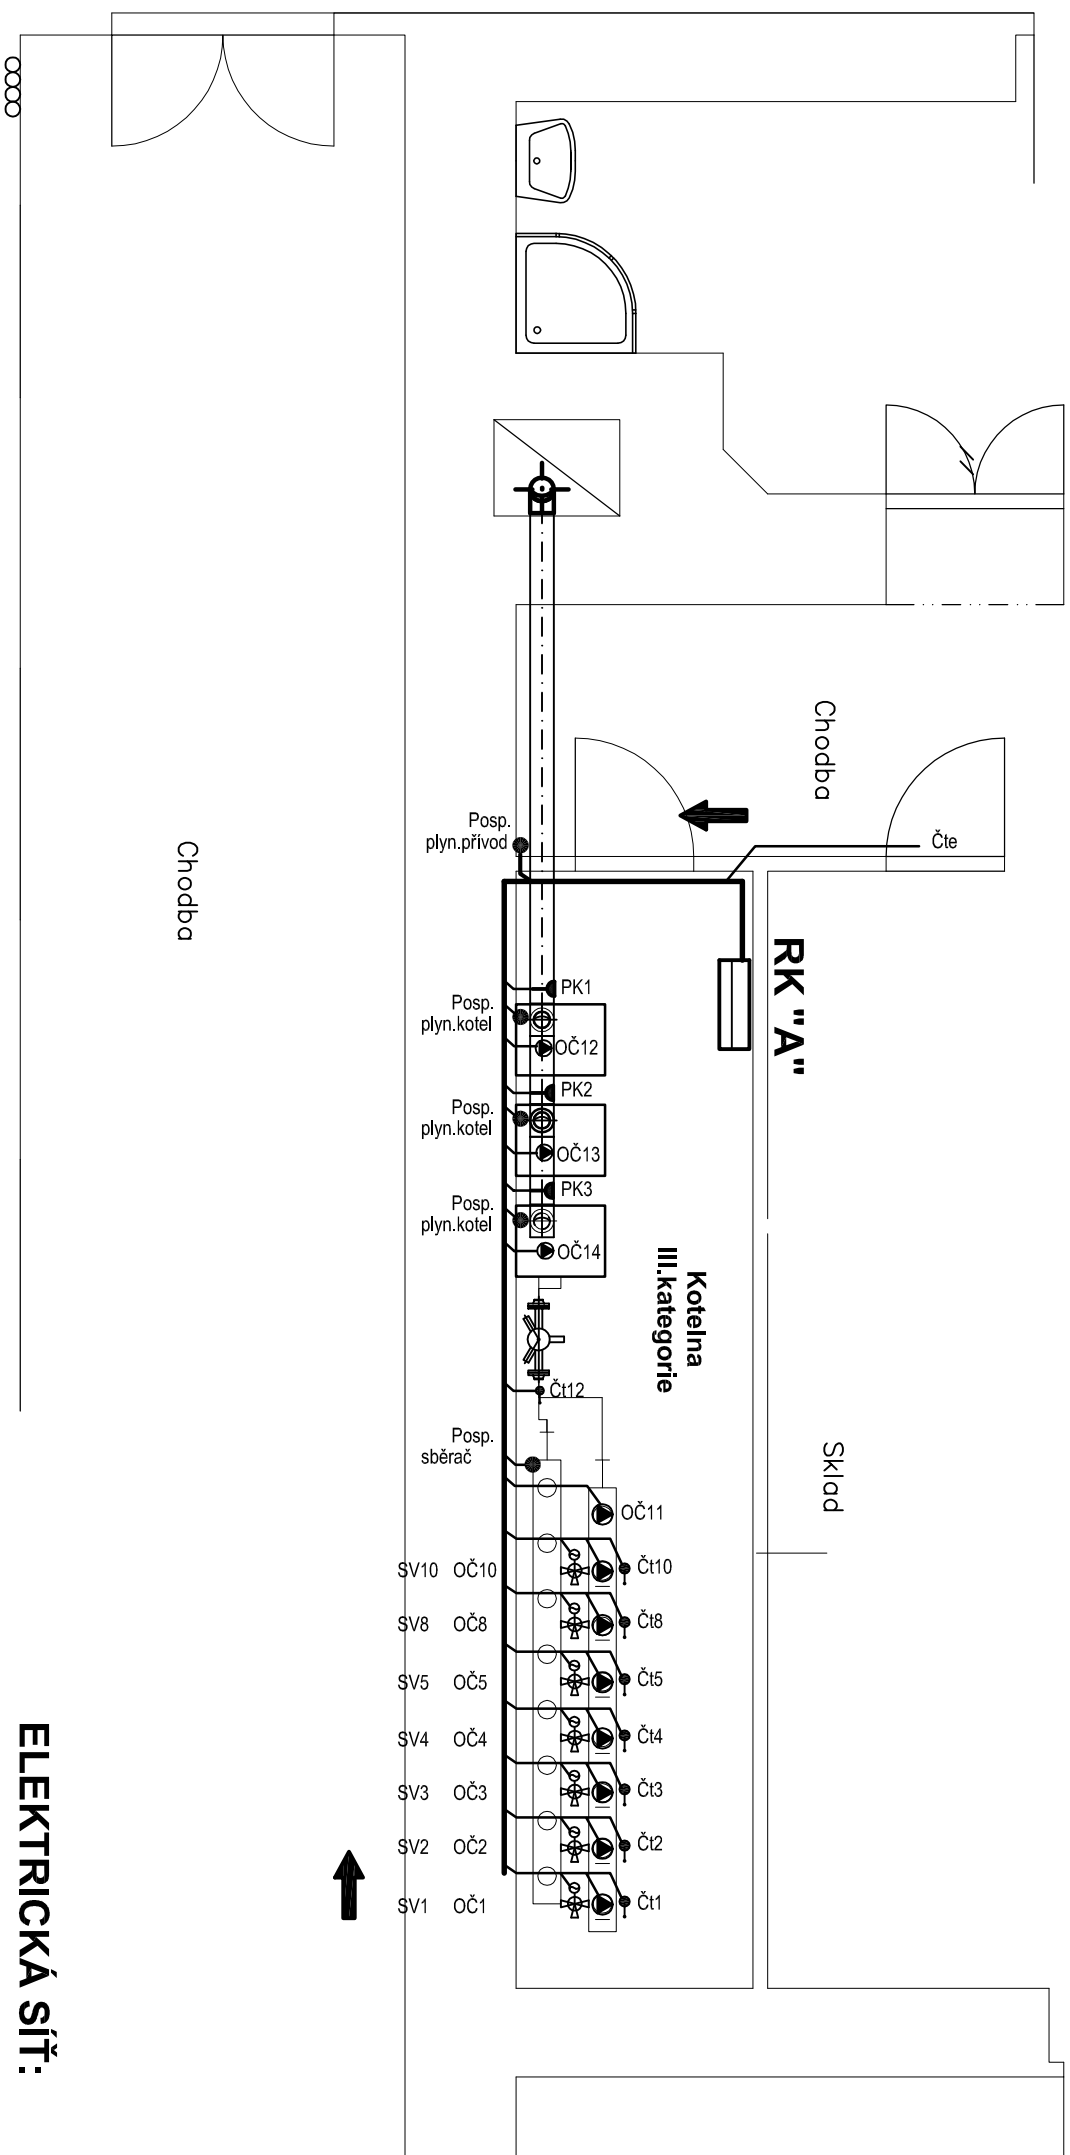 Chodba
Posp.
plyn.přívod
Čte
Chodba
RK "A"
PK1
Posp.
plyn.kotel
OČ12
PK2
Posp.
plyn.kotel
OČ13
PK3
Posp.
plyn.kotel
OČ14
Kotelna
III.kategorie
Čt12
Posp.
sběrač
Sklad
OČ11
SV10 OČ10 Čt10
SV8 OČ8 Čt8
SV5 OČ5 Čt5
SV4 OČ4 Čt4
SV3 OČ3 Čt3
SV2 OČ2 Čt2
SV1 OČ1 Čt1
ELEKTRICKÁ SÍŤ: